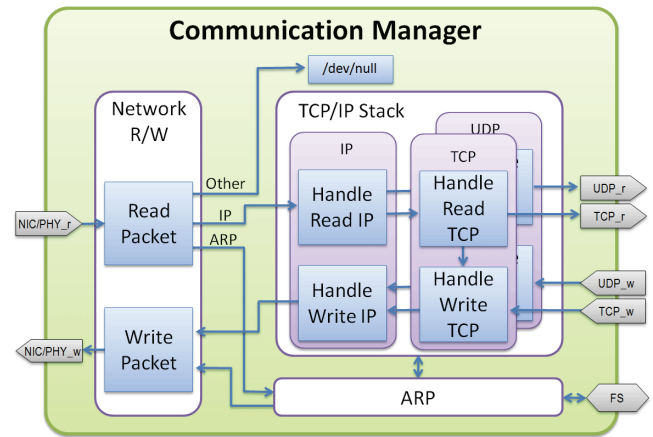 Communication Manager
/dev/null
Network
R/W
TCP/IP Stack
UDP
IP
TCP
Other
IP
ARP
Read
Packet
Handle
Read IP
Handle
Read
TCP
NIC/PHY_r
UDP_r
TCP_r
Handle
Write IP
Handle
Write
TCP
UDP_w
TCP_w
Write
Packet
NIC/PHY_w
ARP
FS